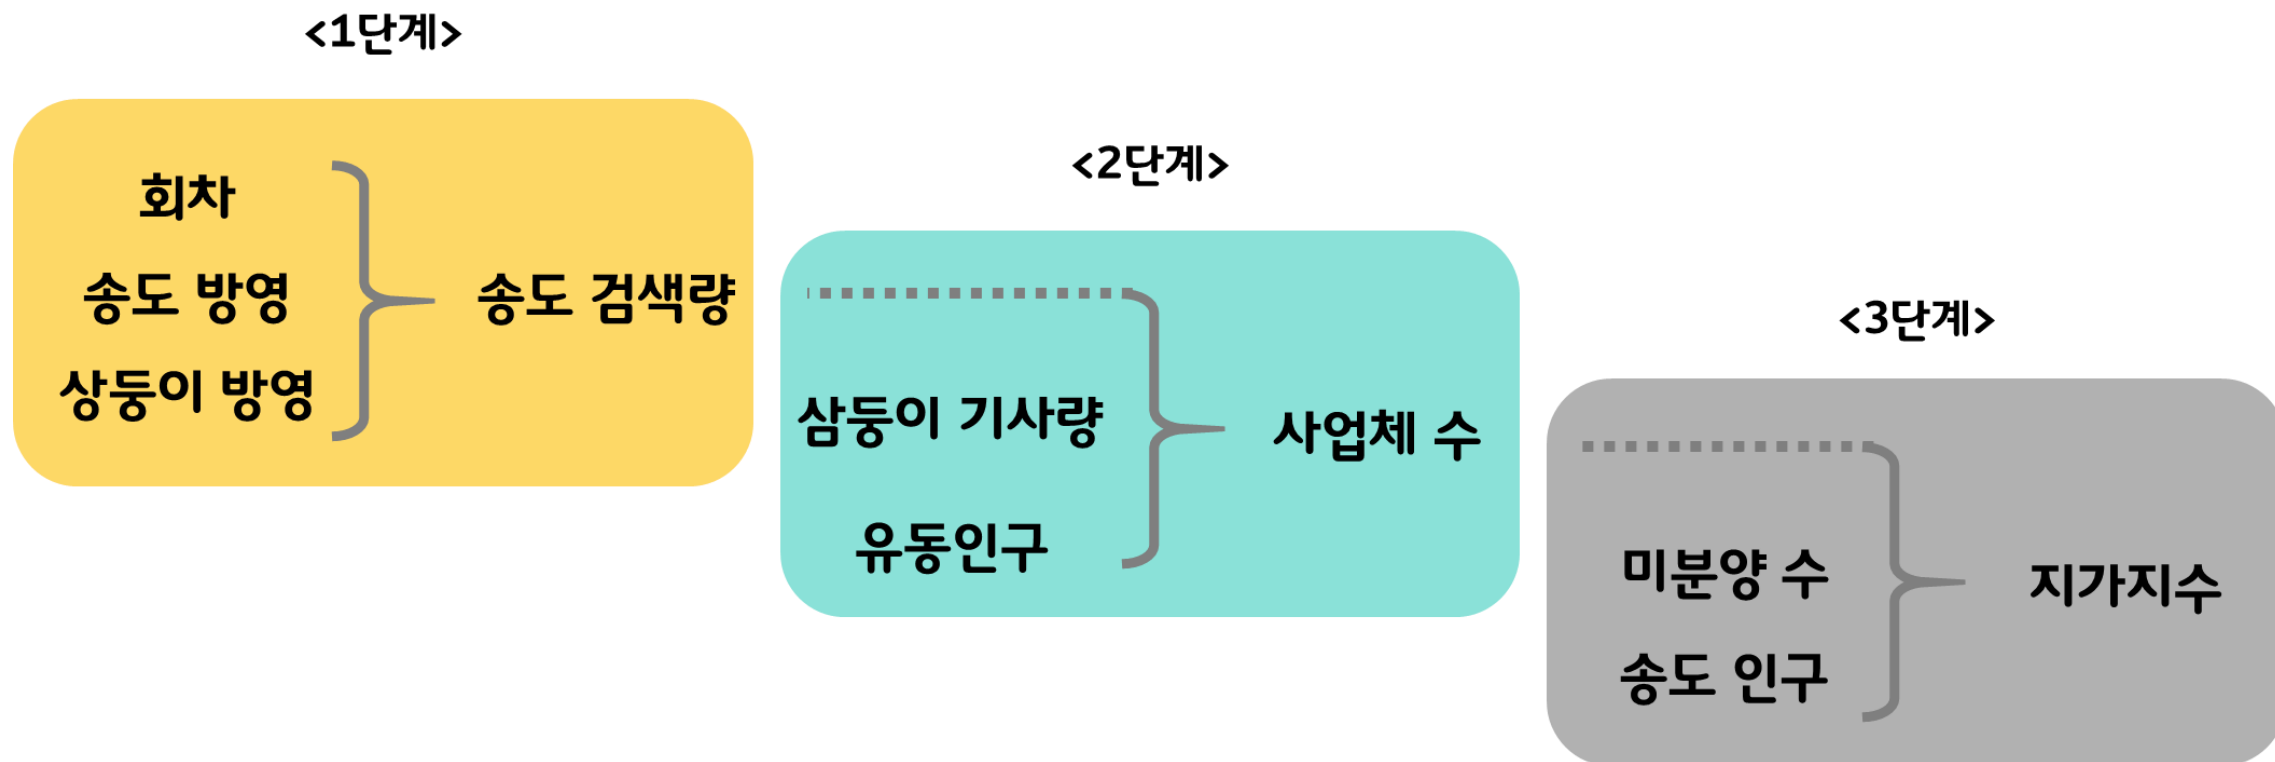 <1단계>
회차
송도 방영
상둥이 방영
송도 검색량
<2단계>
삼둥이 기사량
유동인구
사업체 수
<3단계>
미분양 수
송도 인구
지가지수